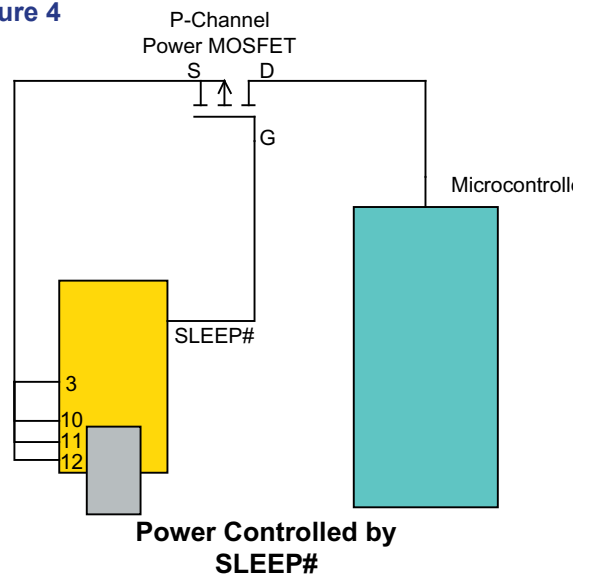 ure 4
P-Channel
Power MOSFET
S D
G
Microcontroll
SLEEP#
3
10
11
12
Power Controlled by
SLEEP#